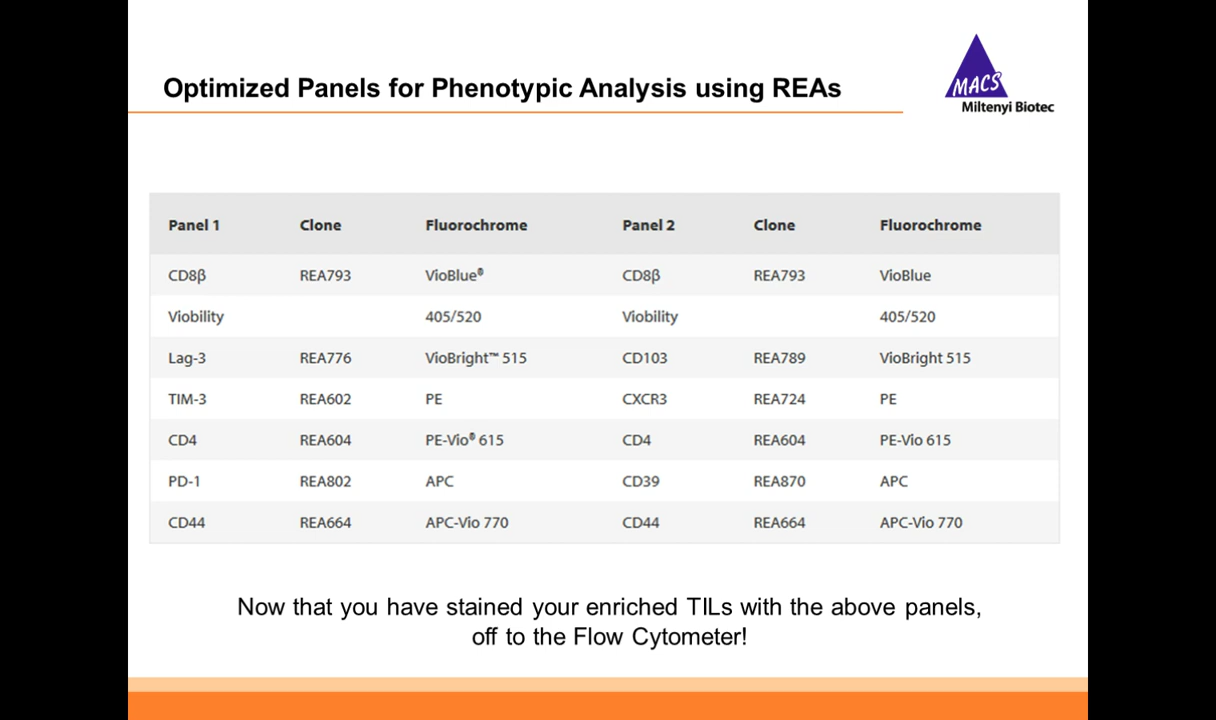 Optimized Panels for Phenotypic Analysis using REAs
MACS
Miltenyi Biotec
Panel 1 Clone Fluorochrome Panel 2 Clone Fluorochrome
CD8β REA793 VioBlue® CD8β REA793 VioBlue
Viobility 405/520 Viobility 405/520
Lag-3 REA776 VioBright™ 515 CD103 REA789 VioBright 515
TIM-3 REA602 PE CXCR3 REA724 PE
CD4 REA604 PE-Vio® 615 CD4 REA604 PE-Vio 615
PD-1 REA802 APC CD39 REA870 APC
CD44 REA664 APC-Vio 770 CD44 REA664 APC-Vio 770
Now that you have stained your enriched TILs with the above panels,
off to the Flow Cytometer!